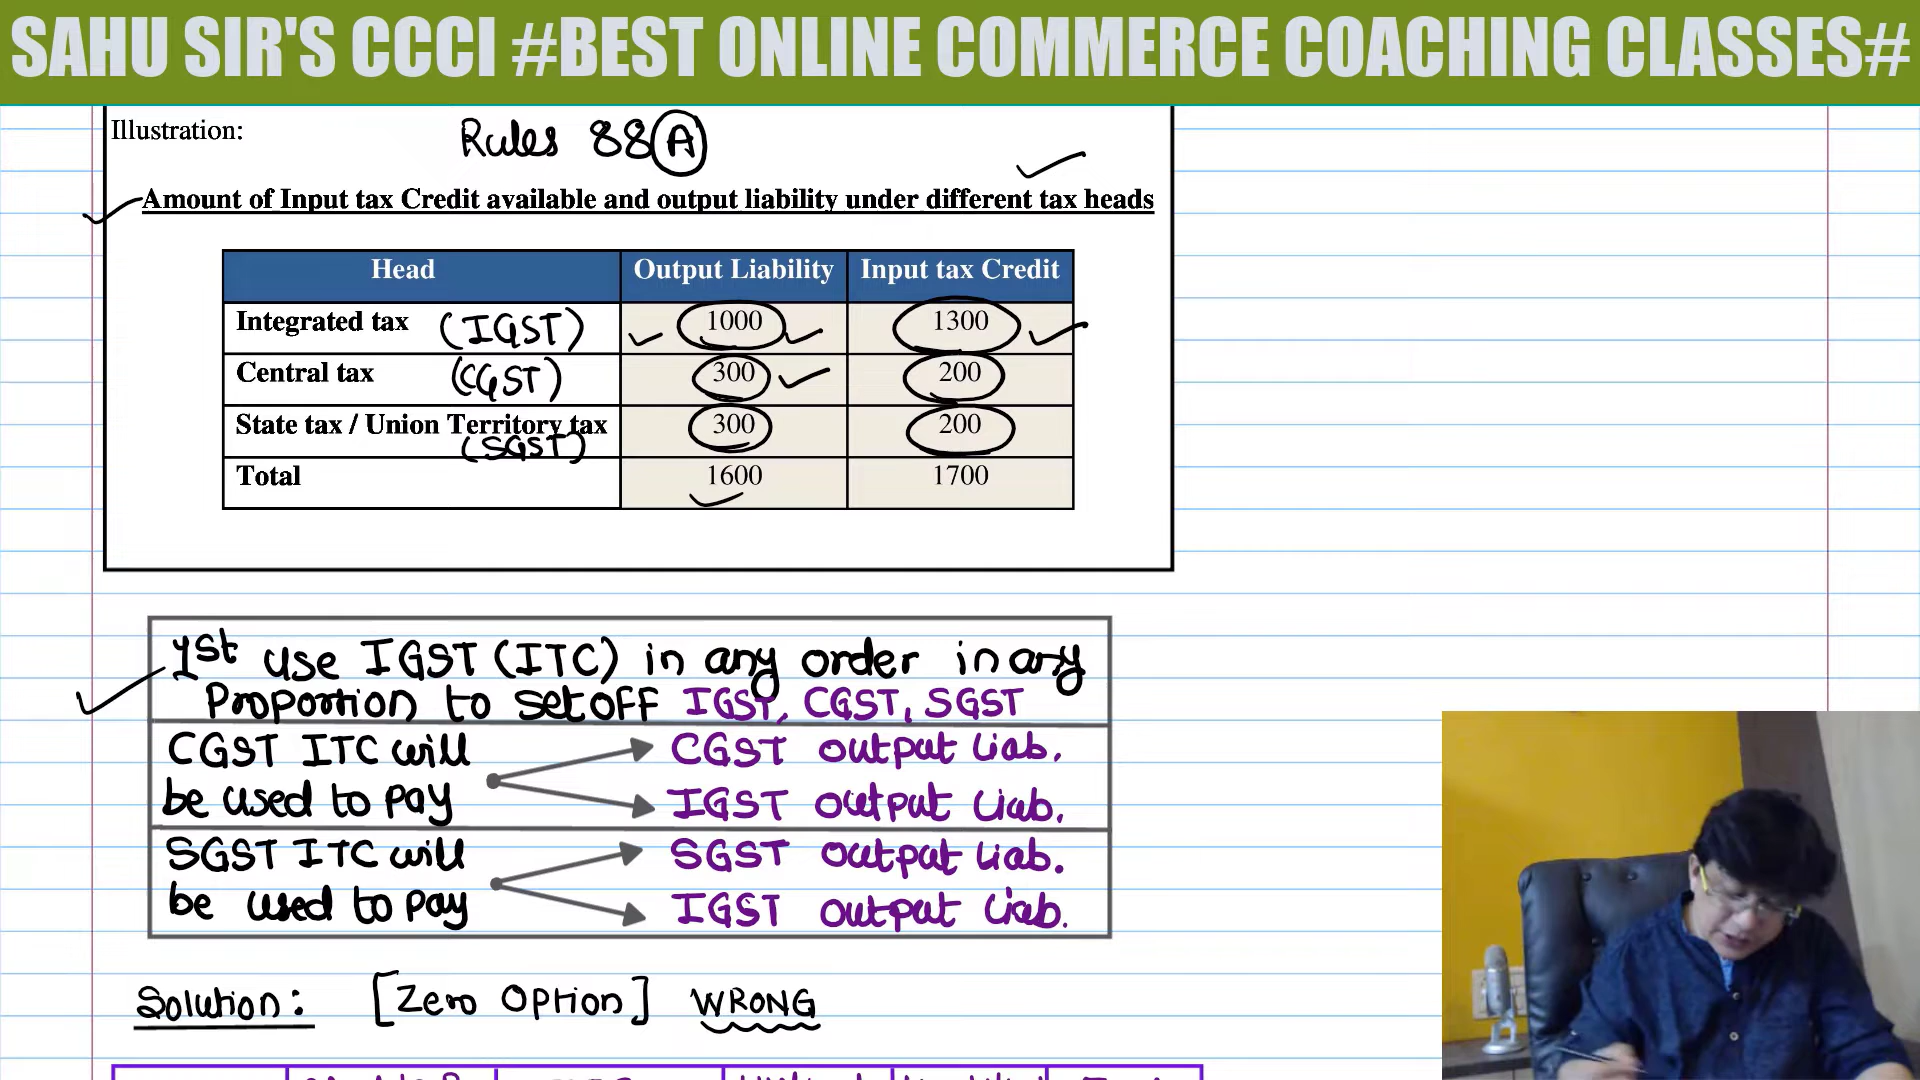 SAHU SIR'S CCCI #BEST ONLINE COMMERCE COACHING CLASSES#
Illustration:
Rules 88(A)
Amount of Input tax Credit available and output liability under different tax heads
Head Output Liability Input tax Credit
Integrated tax (IGST) 1000 1300
Central tax (CGST) 300 200
State tax / Union Territory tax 300 200
(SGST)
Total 1600 1700
1st use IGST (ITC) in any order in any
Proportion to set off IGST, CGST, SGST
CGST ITC will CGST output Liab.
be used to pay IGST output Liab.
SGST ITC will SGST output Liab.
be used to pay IGST output Liab.
Solution: [Zero Option] WRONG